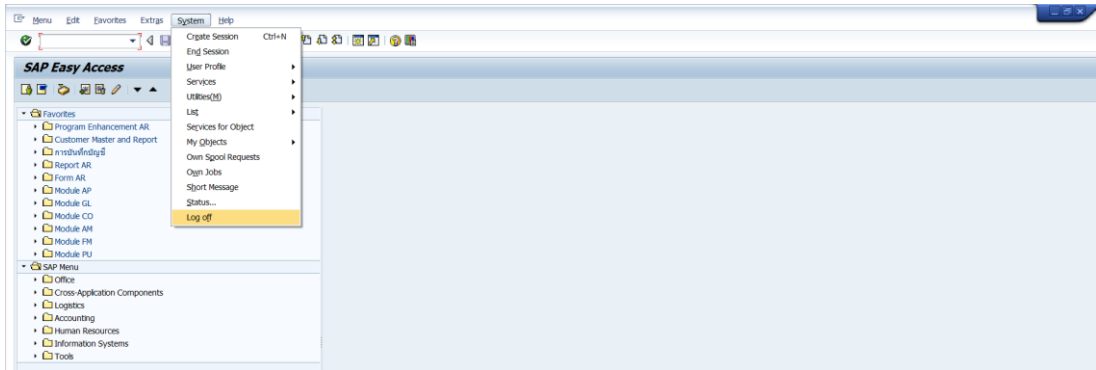 Menu Edit Favorites Extras System Help
Create Session Ctrl+N
End Session
User Profile
Services
Utilities(M)
List
Services for Object
My Objects
Own Spool Requests
Own Jobs
Short Message
Status...
Log off
SAP Easy Access
Favorites
Program Enhancement AR
Customer Master and Report
การบันทึกบัญชี
Report AR
Form AR
Module AP
Module GL
Module CO
Module AM
Module FM
Module PU
SAP Menu
Office
Cross-Application Components
Logistics
Accounting
Human Resources
Information Systems
Tools